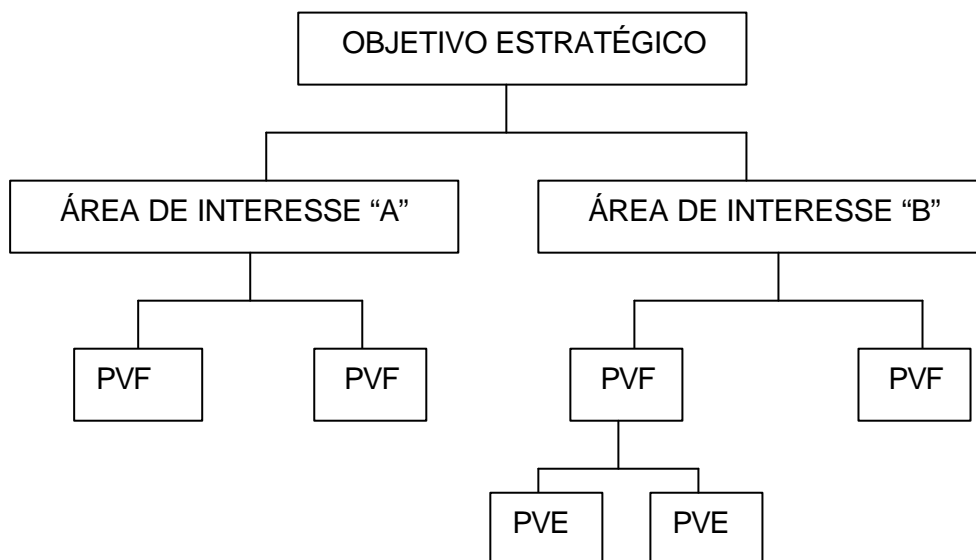 OBJETIVO ESTRATÉGICO
ÁREA DE INTERESSE “A”
ÁREA DE INTERESSE “B”
PVF
PVF
PVF
PVF
PVE
PVE